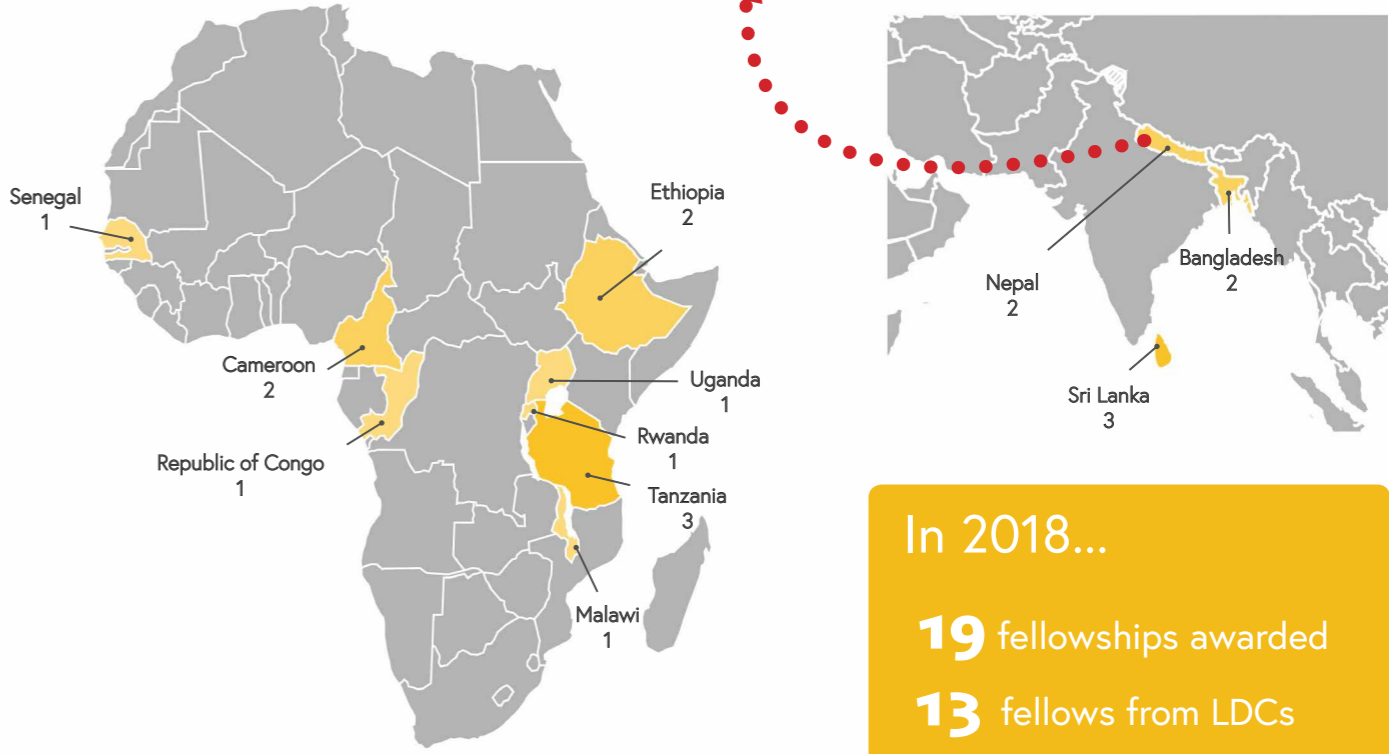 Senegal
1
Ethiopia
2
Cameroon
2
Uganda
1
Republic of Congo
1
Rwanda
1
Tanzania
3
Malawi
1
Nepal
2
Bangladesh
2
Sri Lanka
3
In 2018...
19 fellowships awarded
13 fellows from LDCs